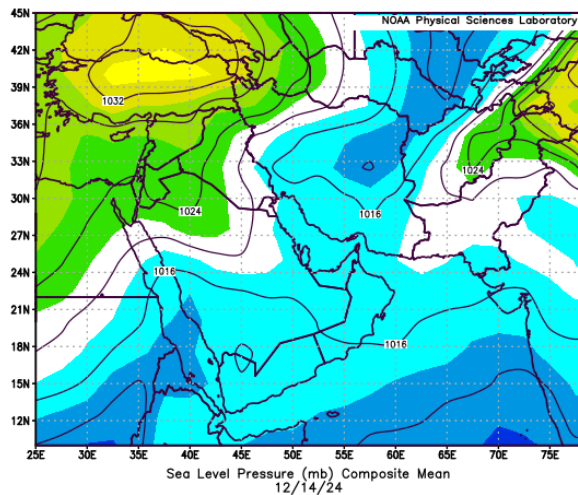 NOAA Physical Sciences Laboratory
45N
42N
39N
36N
33N
30N
27N
24N
21N
18N
15N
12N
1032
1024
1024
1016
1016
1016
25E 30E 35E 40E 45E 50E 55E 60E 65E 70E 75E
Sea Level Pressure (mb) Composite Mean
12/14/24